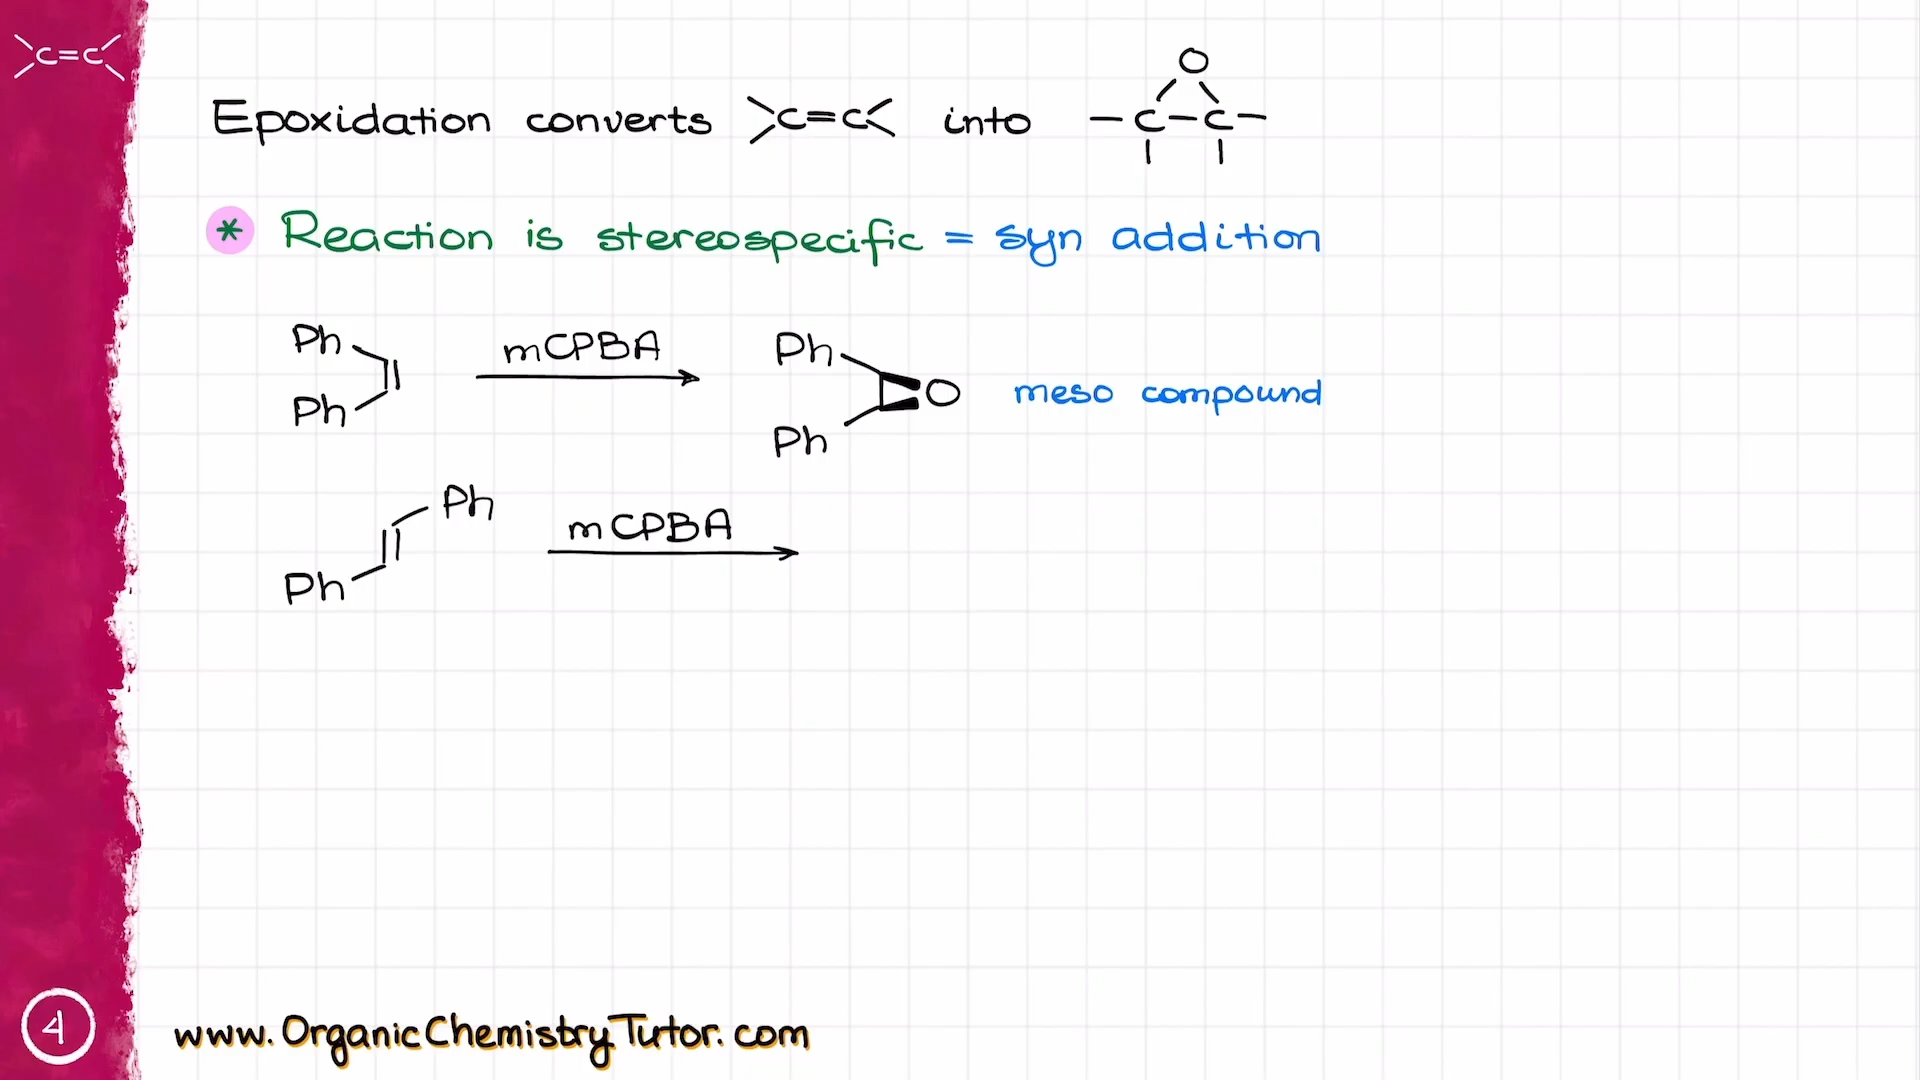 C=C
O
Epoxidation converts C=C into -C-C-
* Reaction is stereospecific = syn addition
Ph
Ph
mCPBA
Ph
Ph
O
meso compound
Ph
Ph
mCPBA
4
www.OrganicChemistryTutor.com